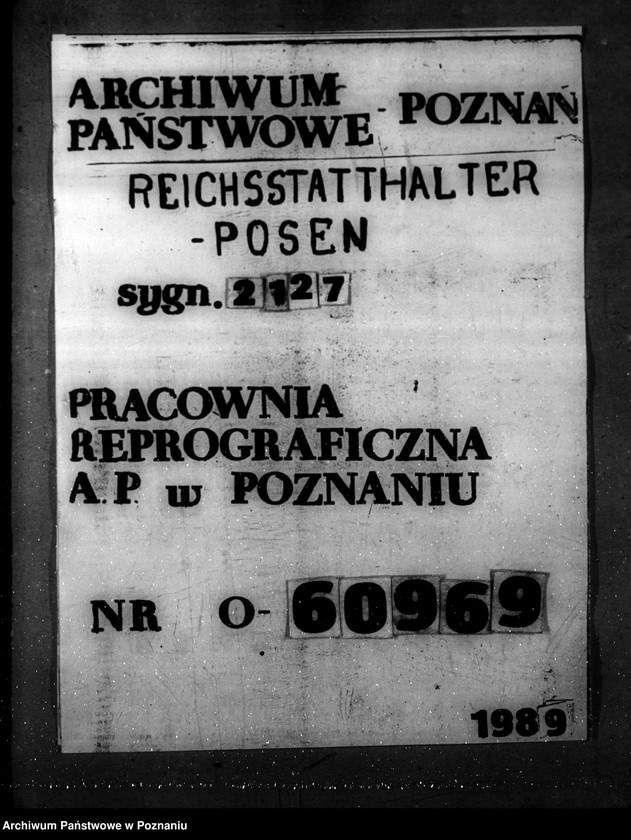 ARCHIWUM
PAŃSTWOWE - POZNAŃ
REICHSSTATTHALTER
-POSEN
sygn. 2127
PRACOWNIA
REPROGRAFICZNA
A.P. w POZNANIU
NR O- 60969
1989
Archiwum Państwowe w Poznaniu